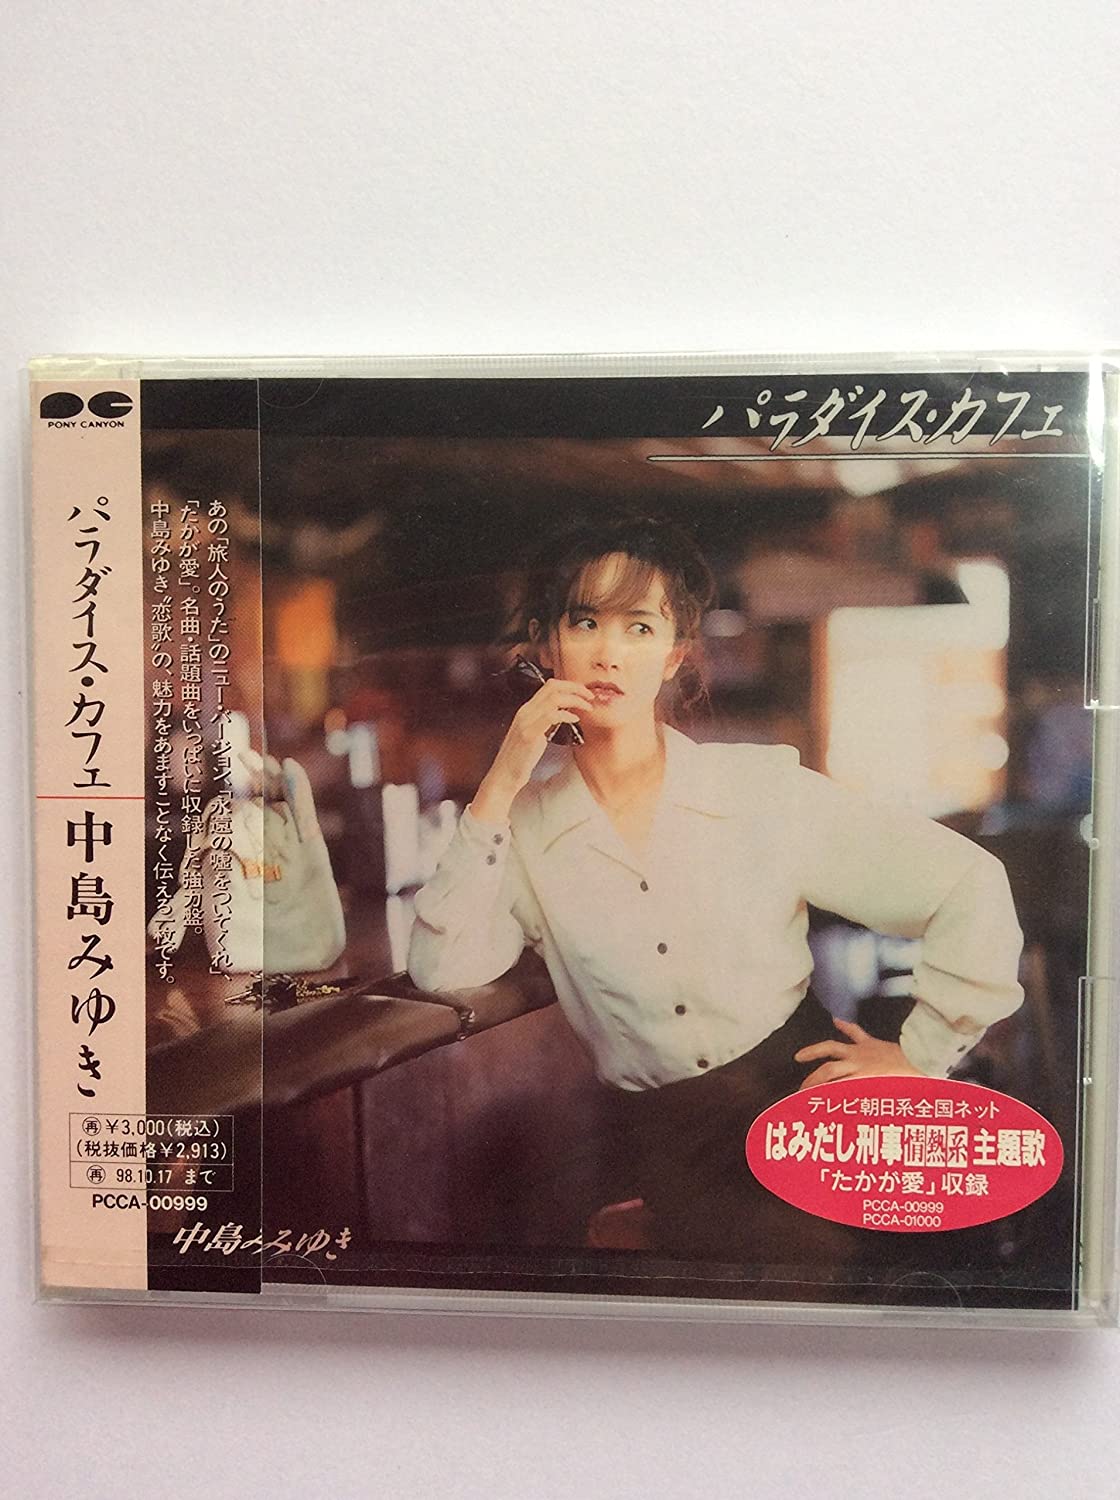 PONY CANYON
パラダイス・カフェ
中島みゆき
再 ¥3,000(税込)
(税抜価格¥2,913)
再 98.10.17 まで
PCCA-00999
あの「旅人のうた」のニュー・バージョン、「永遠の嘘をついてくれ」、
「たかが愛」。名曲・話題曲をいっぱいに収録した強力盤。
中島みゆき“恋歌”の、魅力をあますことなく伝える一枚です。
パラダイス・カフェ
中島みゆき
テレビ朝日系全国ネット
はみだし刑事情熱系 主題歌
「たかが愛」収録
PCCA-00999
PCCA-01000